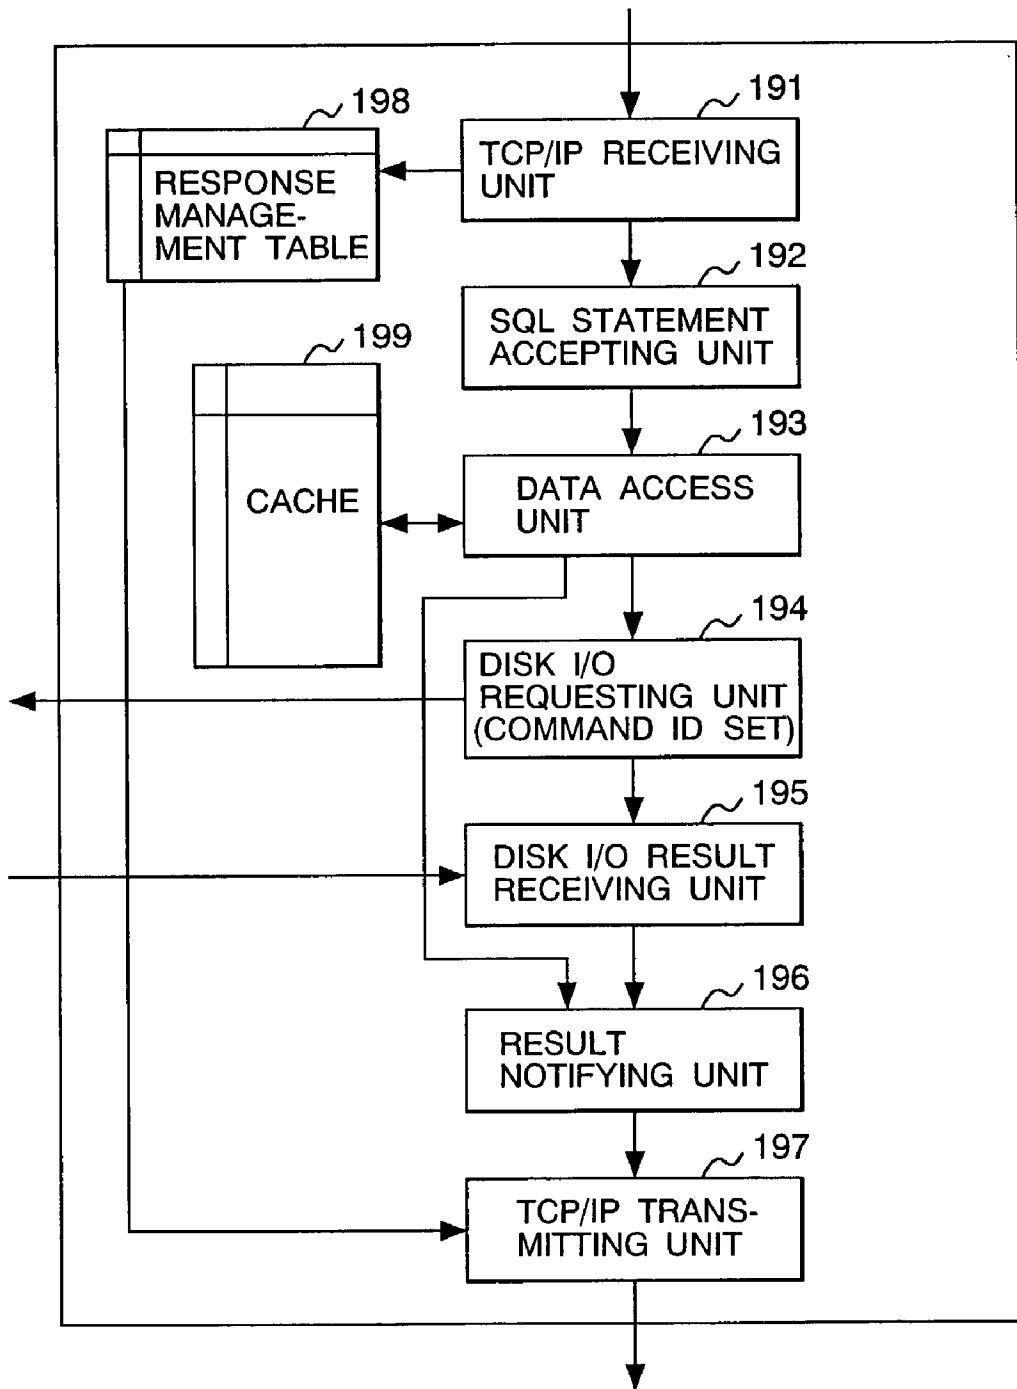 191
TCP/IP RECEIVING
UNIT
198
RESPONSE
MANAGE-
MENT TABLE
192
SQL STATEMENT
ACCEPTING UNIT
199
CACHE
193
DATA ACCESS
UNIT
194
DISK I/O
REQUESTING UNIT
(COMMAND ID SET)
195
DISK I/O RESULT
RECEIVING UNIT
196
RESULT
NOTIFYING UNIT
197
TCP/IP TRANS-
MITTING UNIT